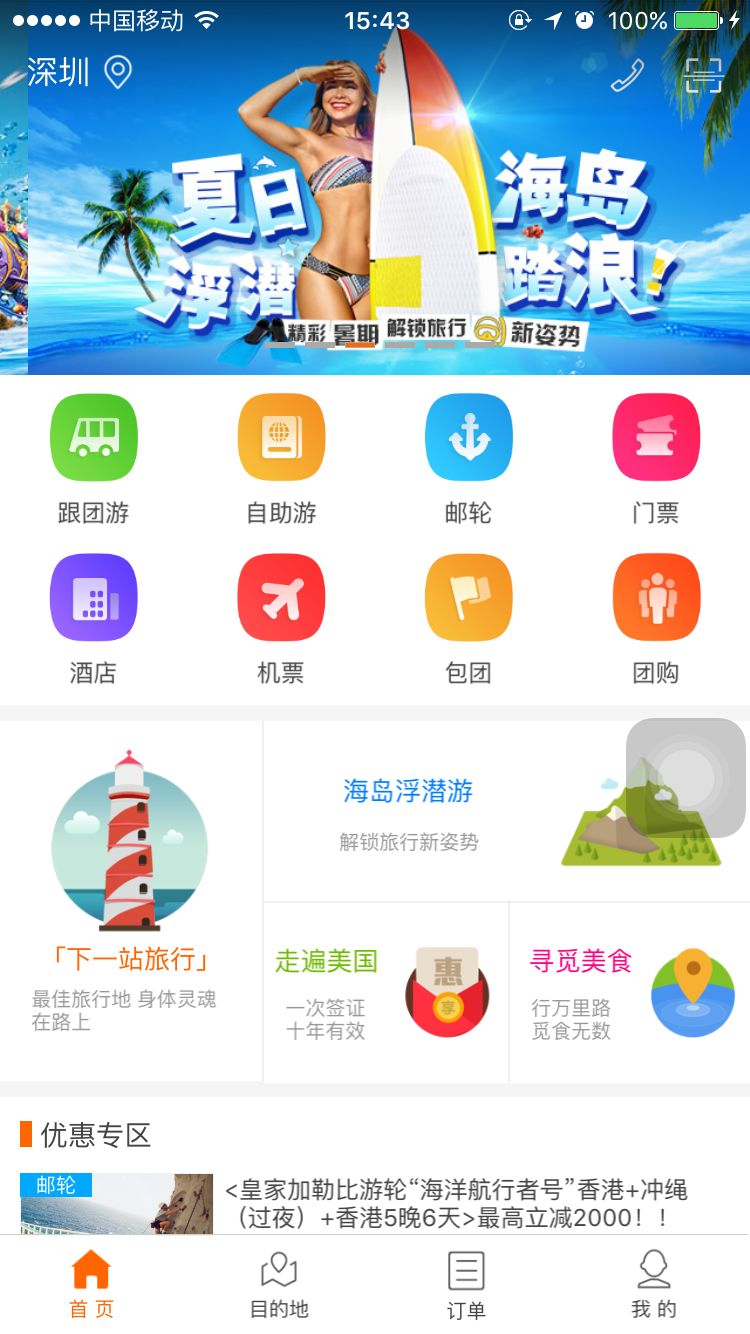 中国移动
15:43
100%
深圳
夏日
浮潜
海岛
踏浪!
精彩 暑期 解锁旅行 新姿势
跟团游
自助游
邮轮
门票
酒店
机票
包团
团购
「下一站旅行」
最佳旅行地 身体灵魂
在路上
海岛浮潜游
解锁旅行新姿势
走遍美国
一次签证
十年有效
惠
享
寻觅美食
行万里路
觅食无数
优惠专区
邮轮
<皇家加勒比游轮“海洋航行者号”香港+冲绳
（过夜）+香港5晚6天>最高立减2000！！
首 页
目的地
订单
我 的